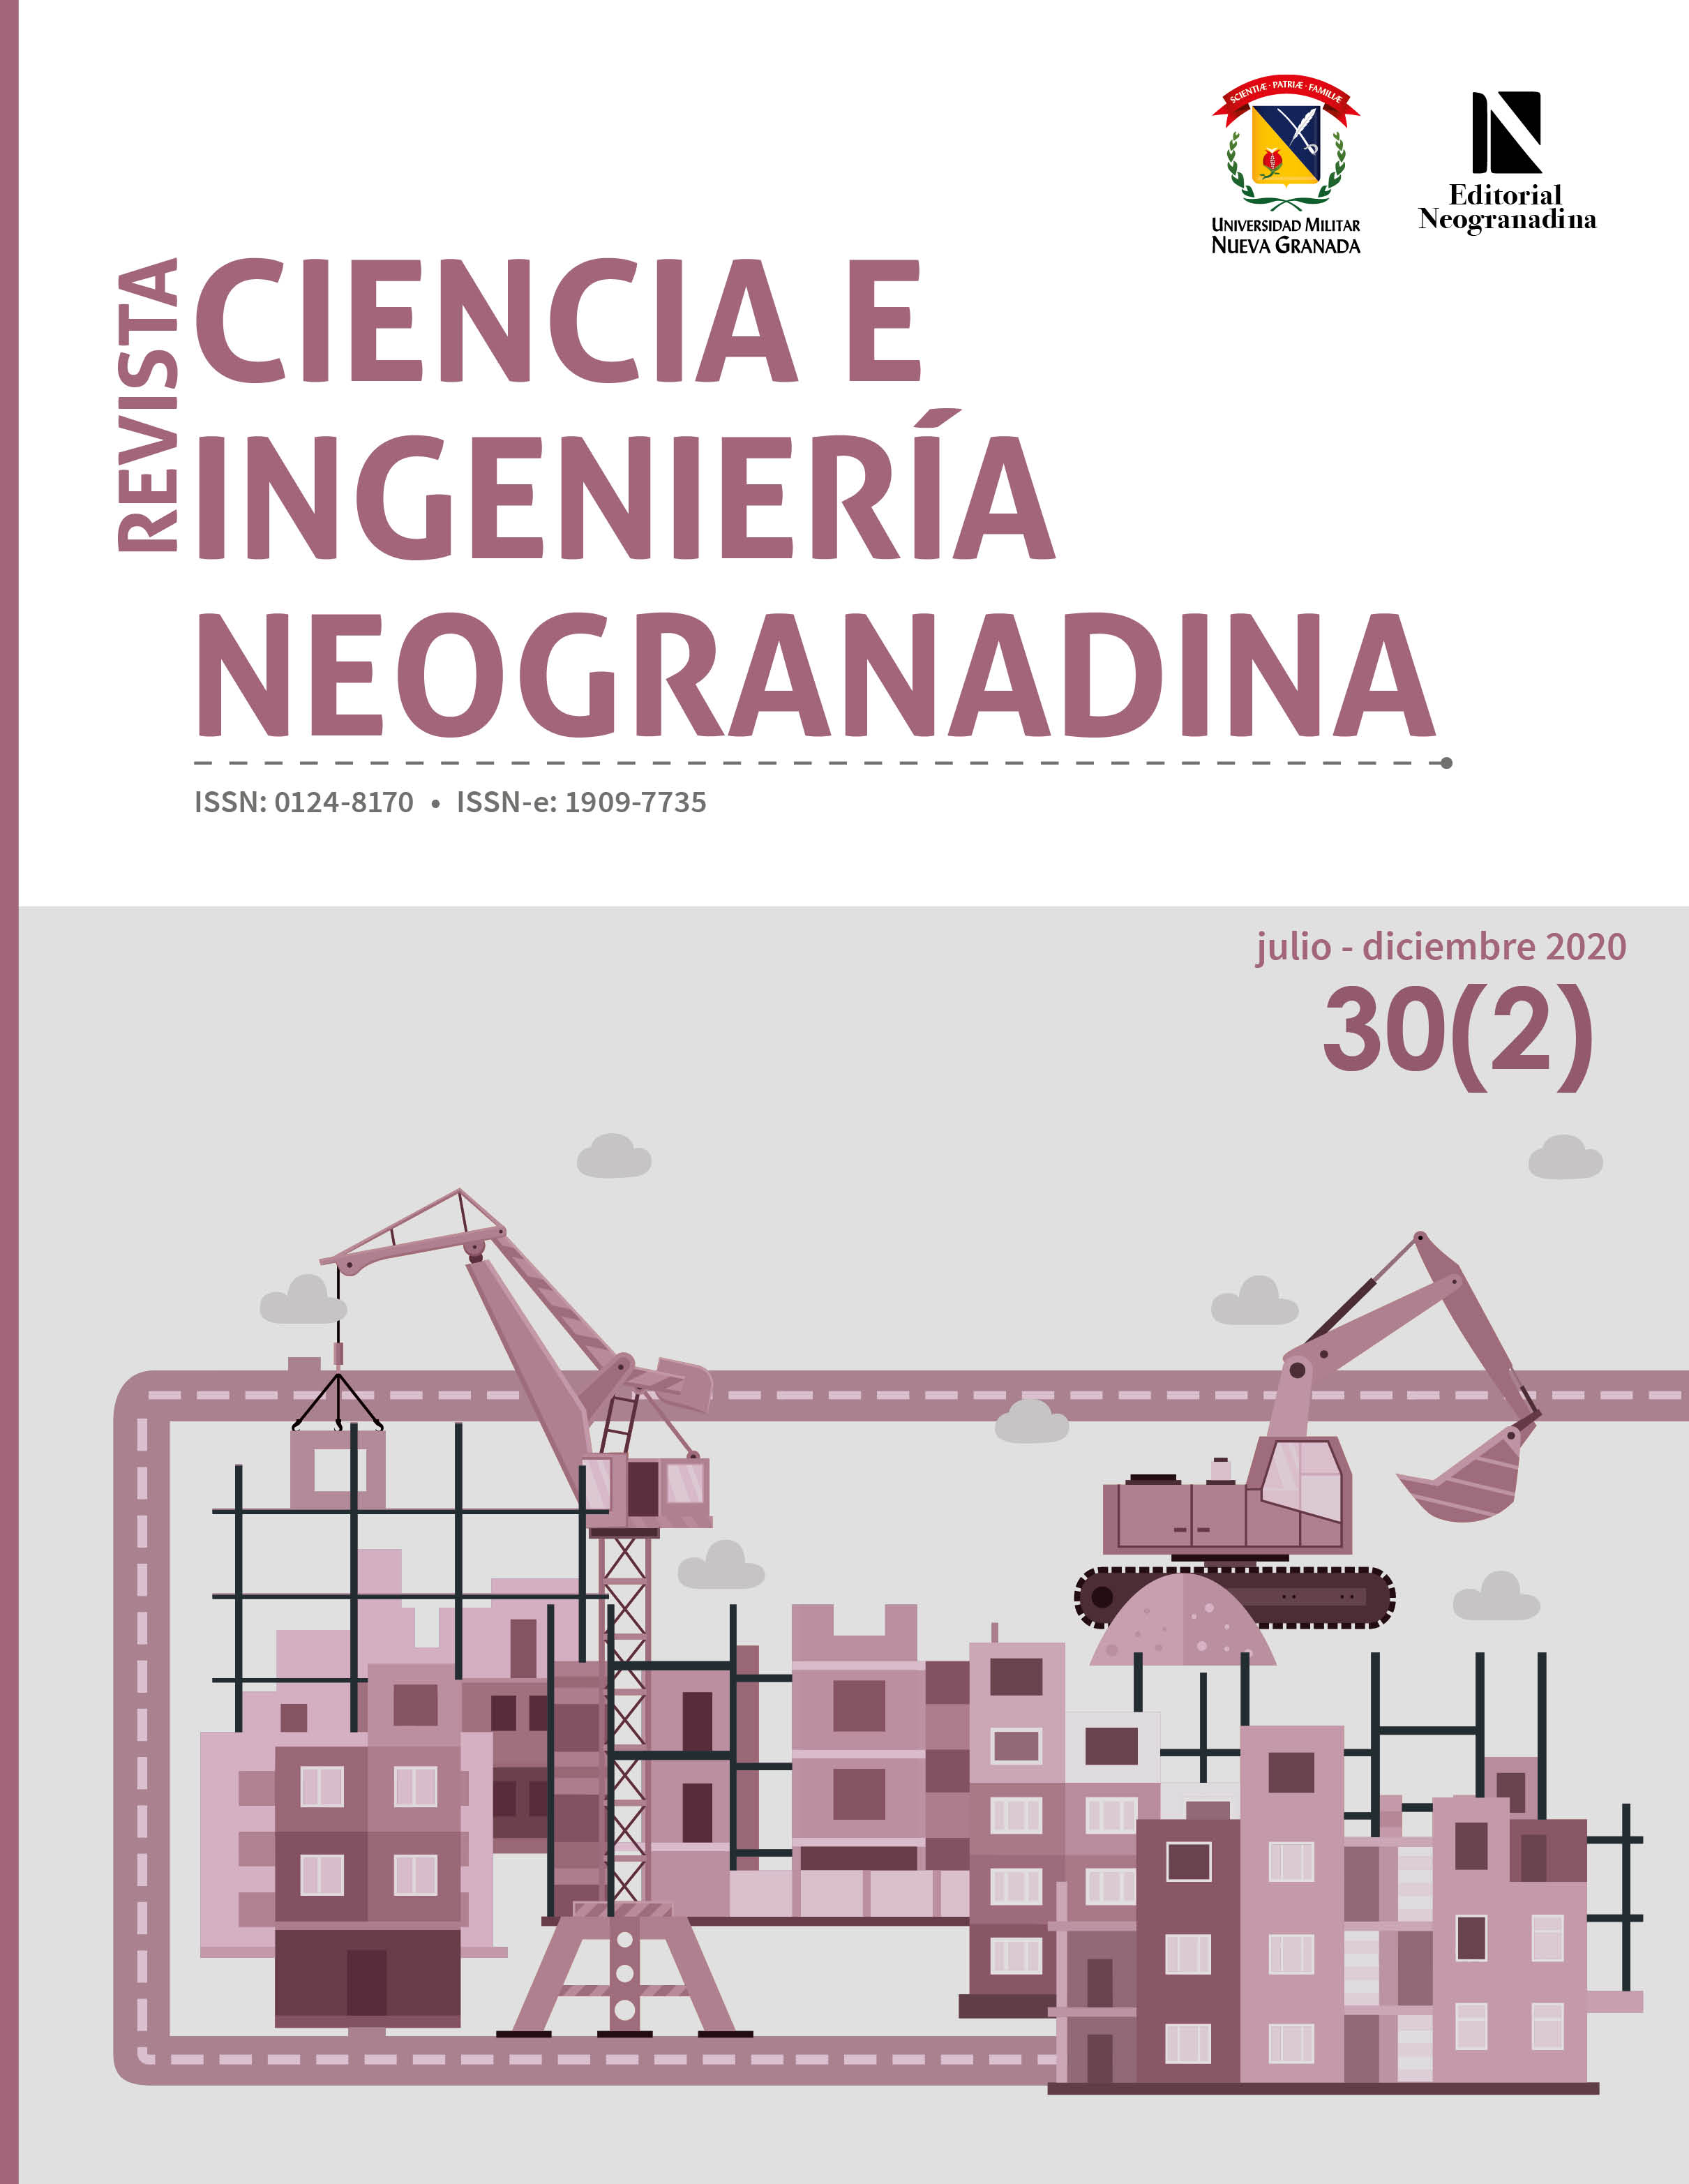 SCIENTIÆ · PATRIÆ · FAMILIÆ
UNIVERSIDAD MILITAR
NUEVA GRANADA
Editorial
Neogranadina
REVISTA
CIENCIA E
INGENIERÍA
NEOGRANADINA
ISSN: 0124-8170 • ISSN-e: 1909-7735
julio - diciembre 2020
30(2)